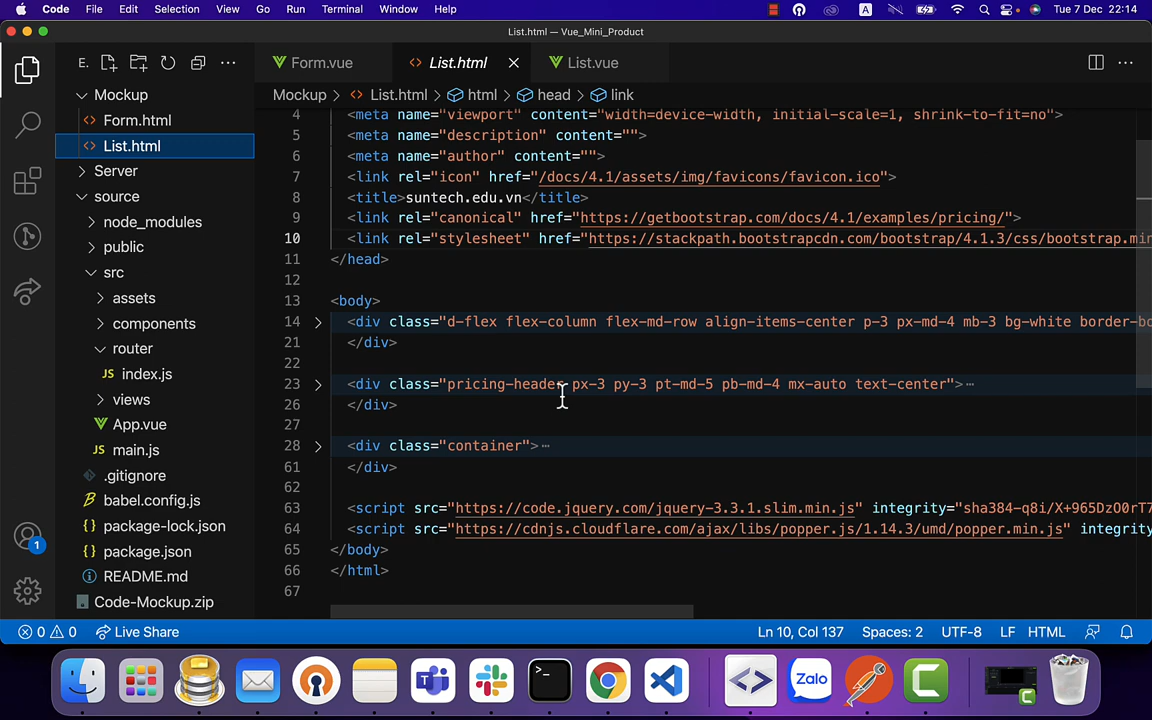 Code File Edit Selection View Go Run Terminal Window Help A Tue 7 Dec 22:14
List.html — Vue_Mini_Product
E.
Form.vue
List.html
List.vue
Mockup
Form.html
List.html
Server
source
node_modules
public
src
assets
components
router
JS index.js
views
App.vue
JS main.js
.gitignore
babel.config.js
{} package-lock.json
{} package.json
README.md
Code-Mockup.zip
1
Mockup > List.html > html > head > link
4 <meta name="viewport" content="width=device-width, initial-scale=1, shrink-to-fit=no">
5 <meta name="description" content="">
6 <meta name="author" content="">
7 <link rel="icon" href="/docs/4.1/assets/img/favicons/favicon.ico">
8 <title>suntech.edu.vn</title>
9 <link rel="canonical" href="https://getbootstrap.com/docs/4.1/examples/pricing/">
10 <link rel="stylesheet" href="https://stackpath.bootstrapcdn.com/bootstrap/4.1.3/css/bootstrap.min
11 </head>
12
13 <body>
14 <div class="d-flex flex-column flex-md-row align-items-center p-3 px-md-4 mb-3 bg-white border-bo
21 </div>
22
23 <div class="pricing-header px-3 py-3 pt-md-5 pb-md-4 mx-auto text-center">⋯
26 </div>
27
28 <div class="container">⋯
61 </div>
62
63 <script src="https://code.jquery.com/jquery-3.3.1.slim.min.js" integrity="sha384-q8i/X+965DzO0rT7
64 <script src="https://cdnjs.cloudflare.com/ajax/libs/popper.js/1.14.3/umd/popper.min.js" integrity
65 </body>
66 </html>
67
0 0 Live Share Ln 10, Col 137 Spaces: 2 UTF-8 LF HTML
Zalo